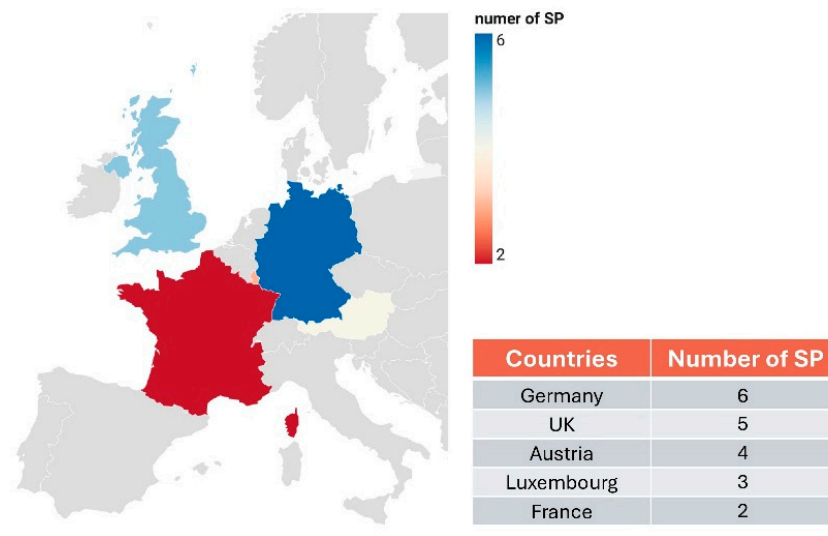 numer of SP
6
2
Countries Number of SP
Germany 6
UK 5
Austria 4
Luxembourg 3
France 2